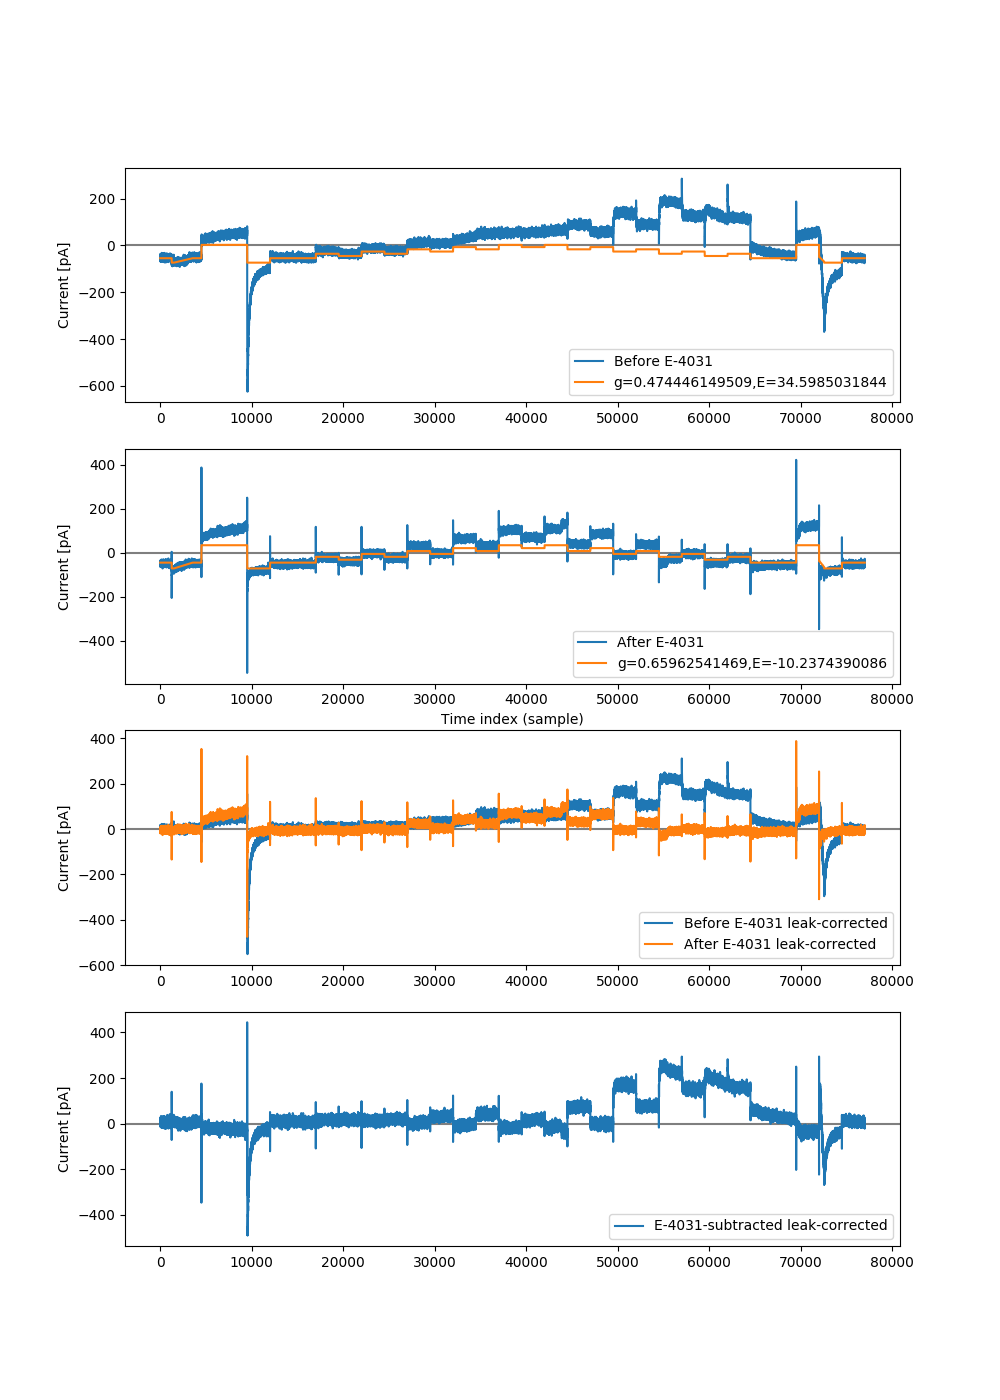 200
0
−200
−400
−600
Current [pA]
Before E-4031
g=0.474446149509,E=34.5985031844
0 10000 20000 30000 40000 50000 60000 70000 80000
400
200
0
−200
−400
Current [pA]
After E-4031
g=0.65962541469,E=-10.2374390086
0 10000 20000 30000 40000 50000 60000 70000 80000
Time index (sample)
400
200
0
−200
−400
−600
Current [pA]
Before E-4031 leak-corrected
After E-4031 leak-corrected
0 10000 20000 30000 40000 50000 60000 70000 80000
400
200
0
−200
−400
Current [pA]
E-4031-subtracted leak-corrected
0 10000 20000 30000 40000 50000 60000 70000 80000